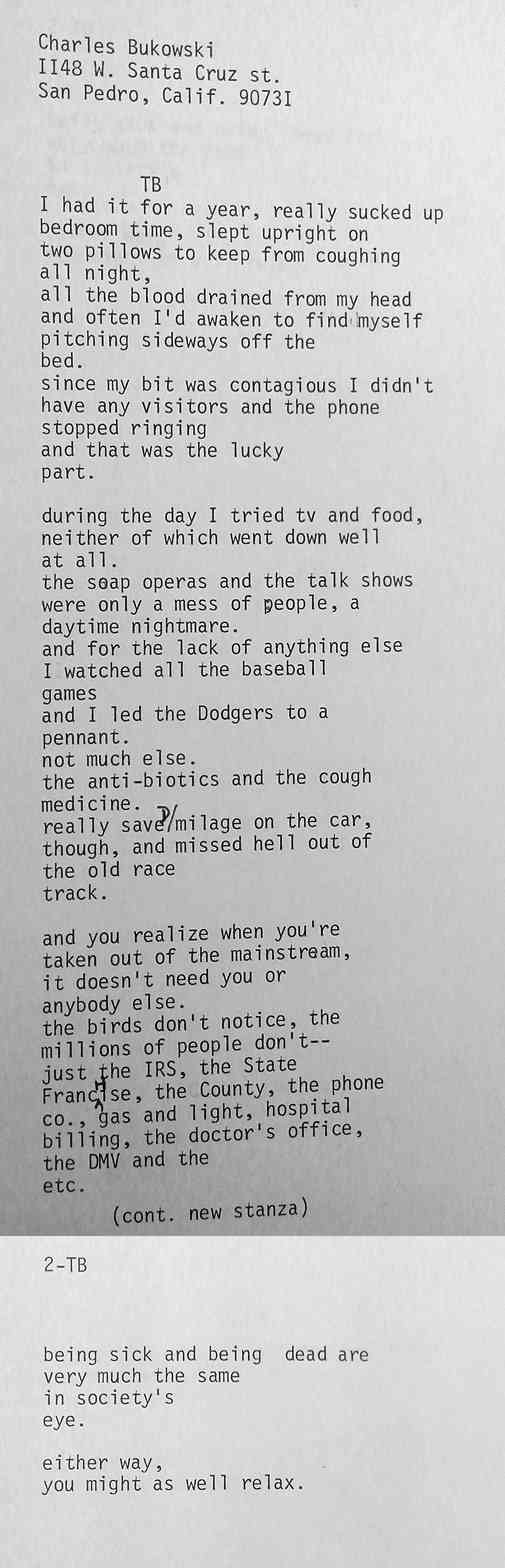 Charles Bukowski
II48 W. Santa Cruz st.
San Pedro, Calif. 9073I
TB
I had it for a year, really sucked up
bedroom time, slept upright on
two pillows to keep from coughing
all night,
all the blood drained from my head
and often I'd awaken to find myself
pitching sideways off the
bed.
since my bit was contagious I didn't
have any visitors and the phone
stopped ringing
and that was the lucky
part.
during the day I tried tv and food,
neither of which went down well
at all.
the soap operas and the talk shows
were only a mess of people, a
daytime nightmare.
and for the lack of anything else
I watched all the baseball
games
and I led the Dodgers to a
pennant.
not much else.
the anti-biotics and the cough
medicine.
really saved/milage on the car,
though, and missed hell out of
the old race
track.
and you realize when you're
taken out of the mainstream,
it doesn't need you or
anybody else.
the birds don't notice, the
millions of people don't--
just the IRS, the State
Franchise, the County, the phone
co., gas and light, hospital
billing, the doctor's office,
the DMV and the
etc.
(cont. new stanza)
2-TB
being sick and being  dead are
very much the same
in society's
eye.
either way,
you might as well relax.